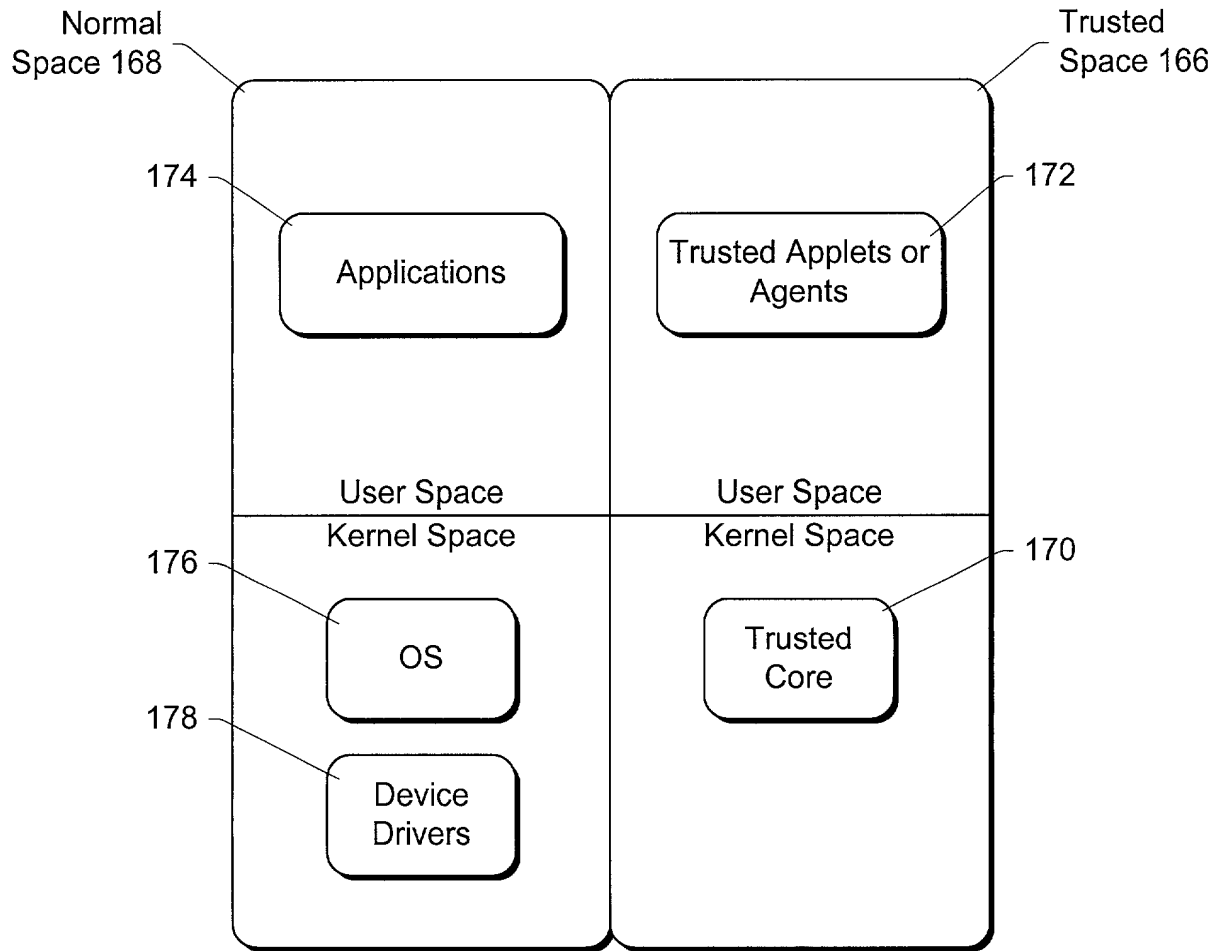 Normal
Space 168
Trusted
Space 166
174
172
Applications
Trusted Applets or
Agents
User Space
User Space
Kernel Space
Kernel Space
176
170
OS
Trusted
Core
178
Device
Drivers